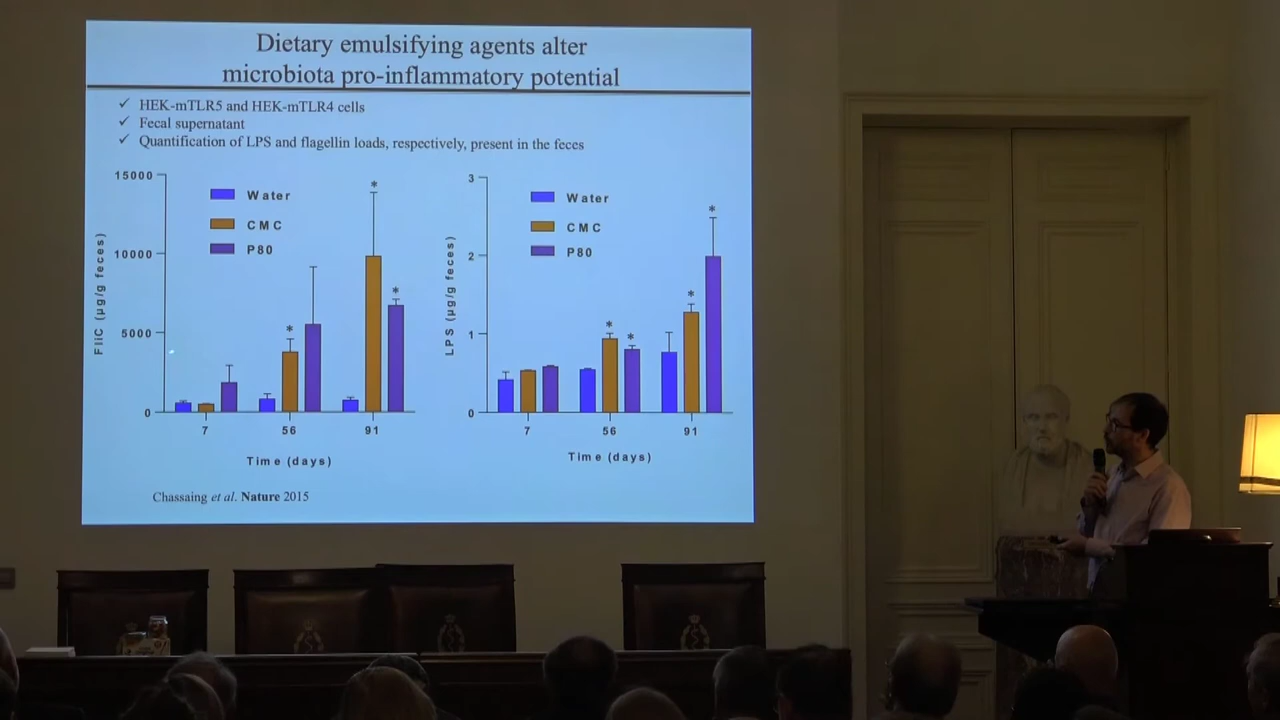 Dietary emulsifying agents alter
microbiota pro-inflammatory potential
✓ HEK-mTLR5 and HEK-mTLR4 cells
✓ Fecal supernatant
✓ Quantification of LPS and flagellin loads, respectively, present in the feces
FliC (µg/g feces)
15000
10000
5000
0
Water
CMC
P80
*
*
*
7
56
91
Time (days)
LPS (µg/g feces)
3
2
1
0
Water
CMC
P80
*
*
*
*
7
56
91
Time (days)
Chassaing et al. Nature 2015